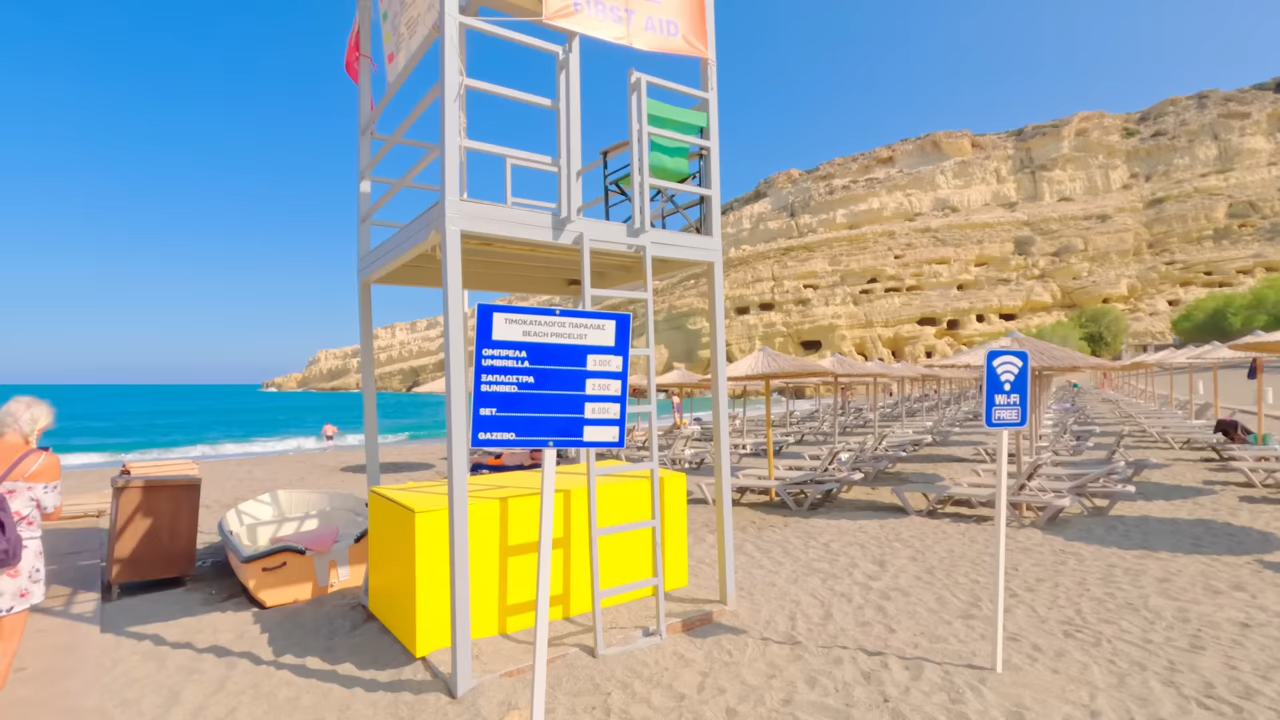 FIRST AID
ΤΙΜΟΚΑΤΑΛΟΓΟΣ ΠΑΡΑΛΙΑΣ
BEACH PRICELIST
ΟΜΠΡΕΛΑ
UMBRELLA 3.00€
ΞΑΠΛΩΣΤΡΑ
SUNBED 2.50€
SET 8.00€
GAZEBO
Wi-Fi
FREE